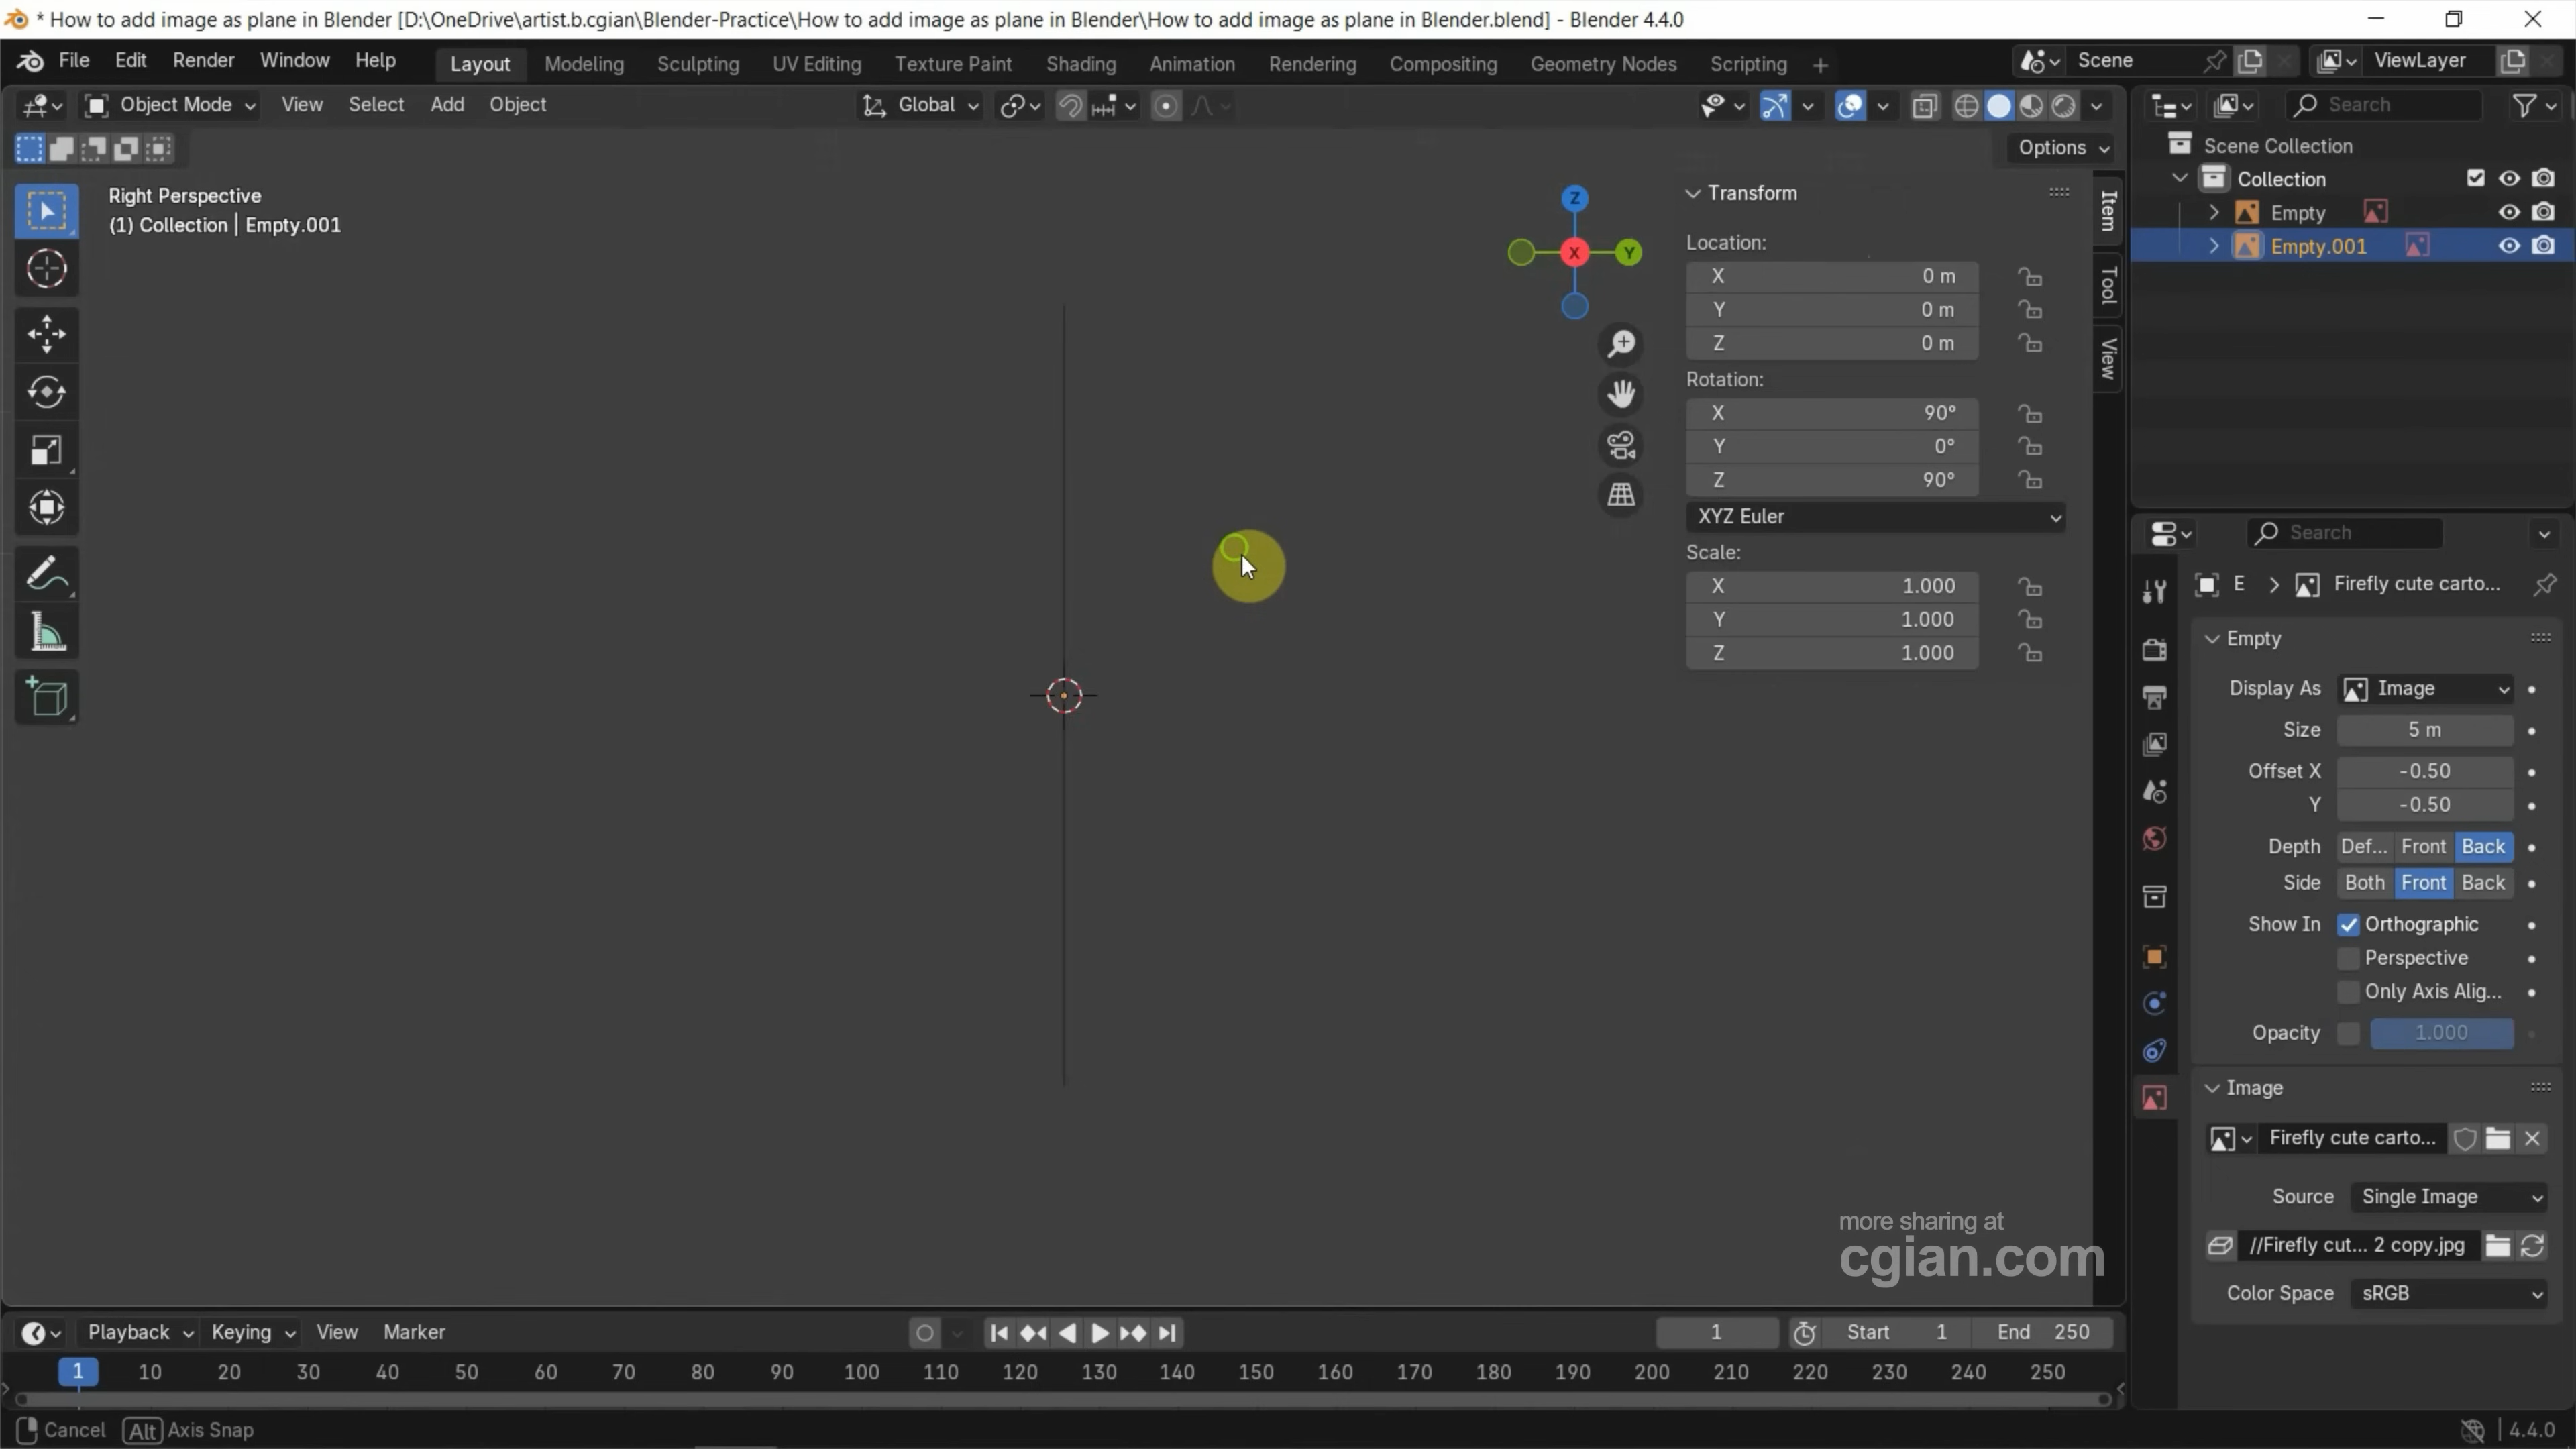 * How to add image as plane in Blender [D:\OneDrive\artist.b.cgian\Blender-Practice\How to add image as plane in Blender\How to add image as plane in Blender.blend] - Blender 4.4.0
File Edit Render Window Help Layout Modeling Sculpting UV Editing Texture Paint Shading Animation Rendering Compositing Geometry Nodes Scripting + Scene ViewLayer
Object Mode View Select Add Object Global Search
Options
Right Perspective
(1) Collection | Empty.001
Z
X
Y
Transform
Location:
X 0 m
Y 0 m
Z 0 m
Rotation:
X 90°
Y 0°
Z 90°
XYZ Euler
Scale:
X 1.000
Y 1.000
Z 1.000
Item
Tool
View
Scene Collection
Collection
Empty
Empty.001
Search
E > Firefly cute carto...
Empty
Display As Image
Size 5 m
Offset X -0.50
Y -0.50
Depth Def... Front Back
Side Both Front Back
Show In Orthographic
Perspective
Only Axis Alig...
Opacity 1.000
Image
Firefly cute carto...
Source Single Image
//Firefly cut... 2 copy.jpg
Color Space sRGB
more sharing at
cgian.com
Playback Keying View Marker 1 Start 1 End 250
1 10 20 30 40 50 60 70 80 90 100 110 120 130 140 150 160 170 180 190 200 210 220 230 240 250
Cancel Alt Axis Snap 4.4.0